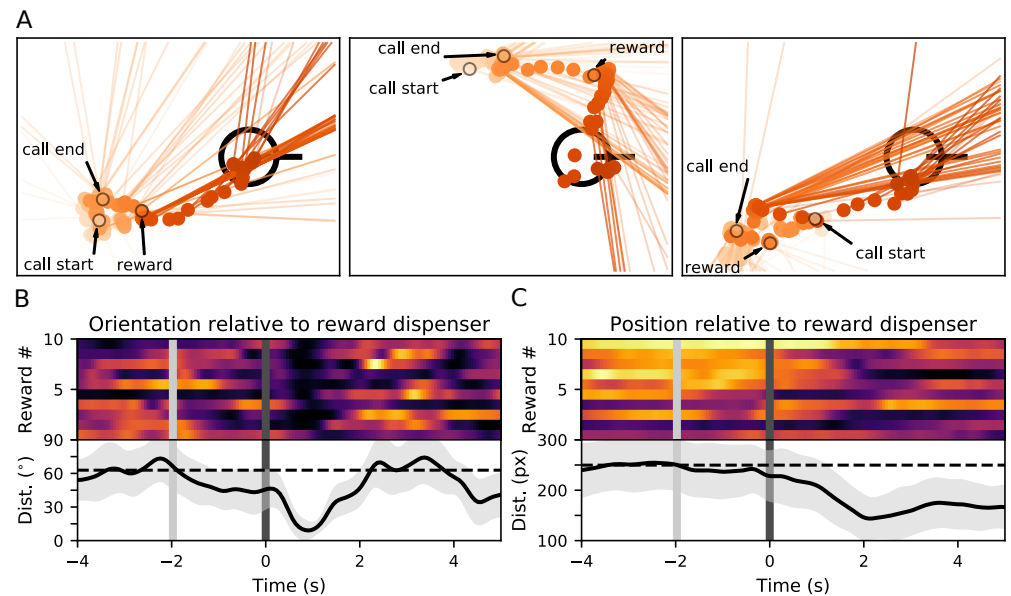 A
call end
call start
reward
call end
call start
reward
call end
reward
call start
B
Orientation relative to reward dispenser
Reward #
10
5
Dist. (°)
90
60
30
0
−4
−2
0
2
4
Time (s)
C
Position relative to reward dispenser
Reward #
10
5
Dist. (px)
300
200
100
−4
−2
0
2
4
Time (s)